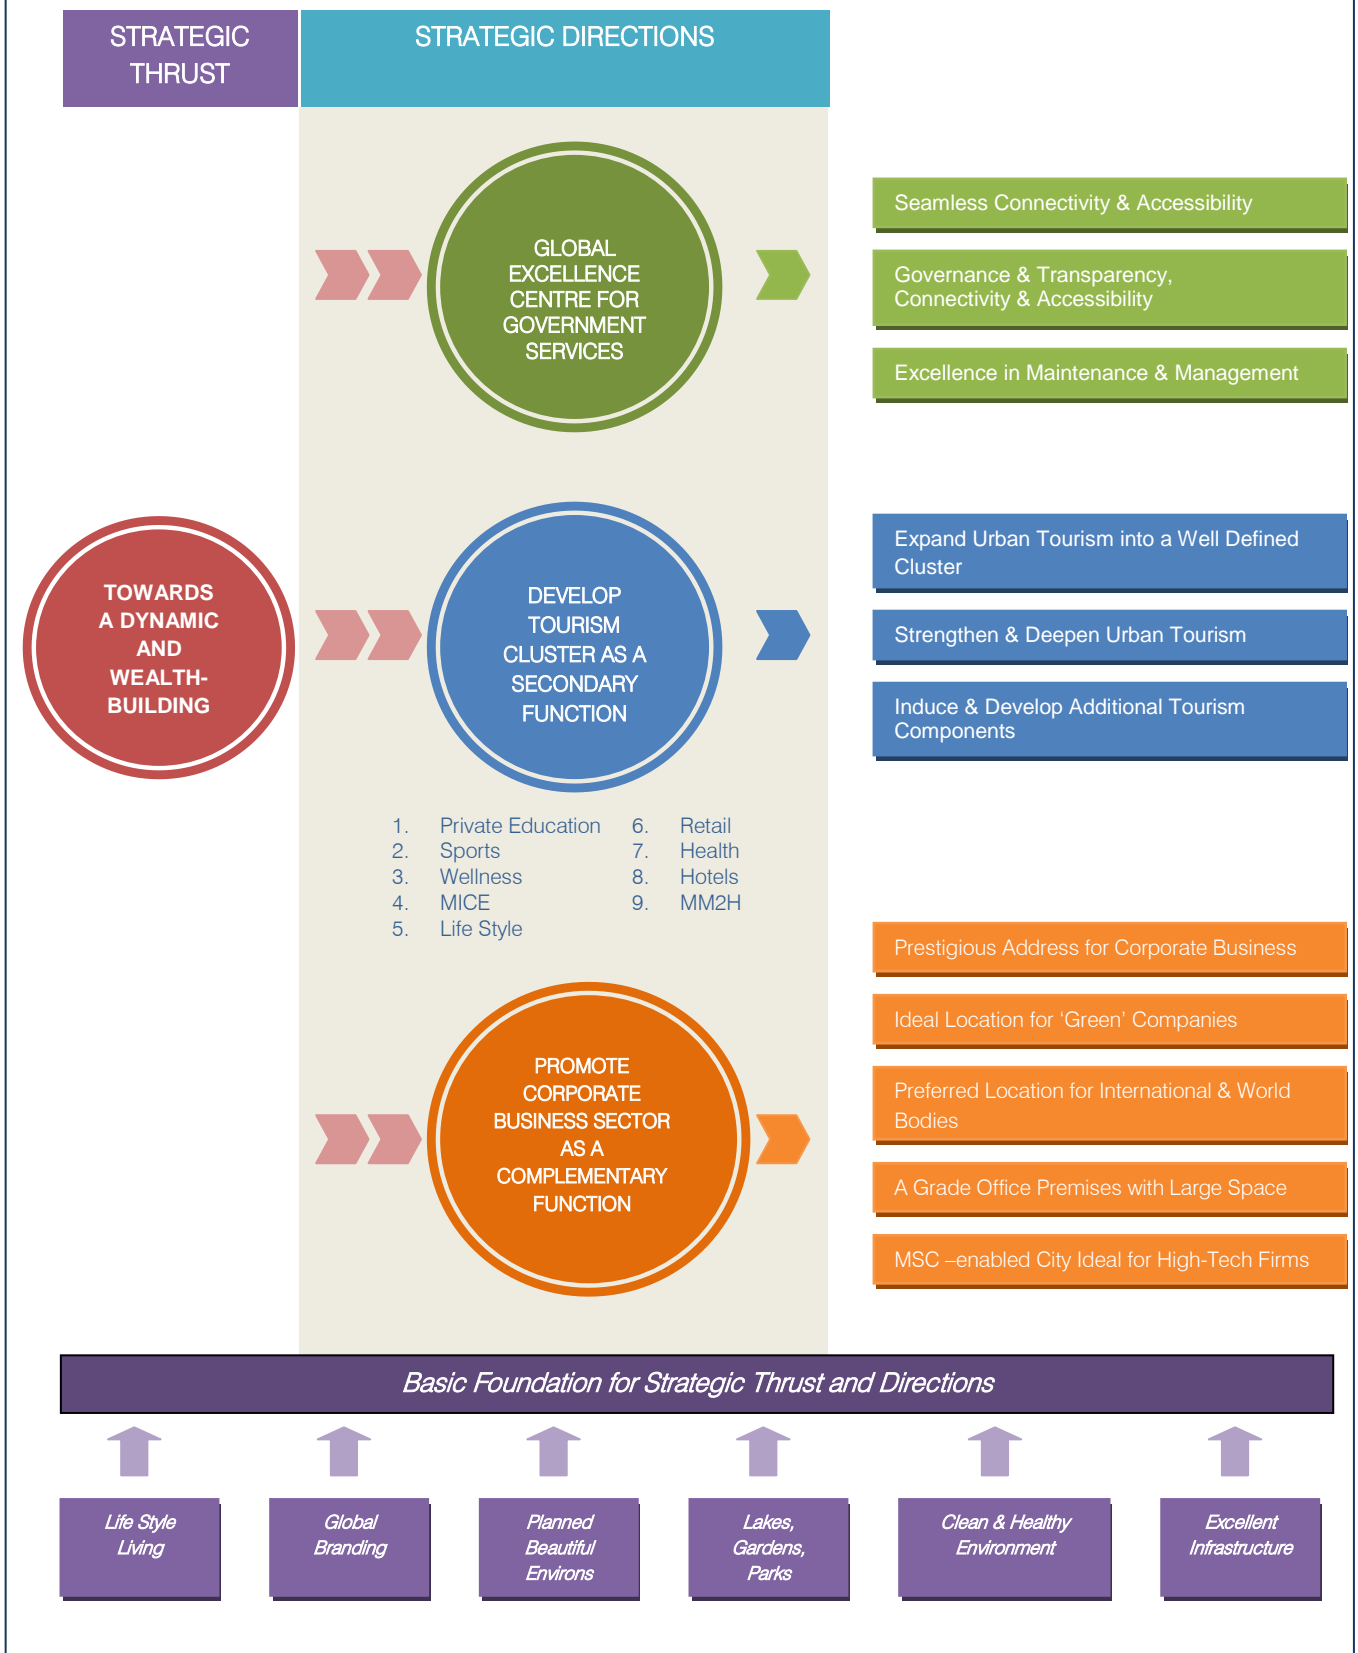 STRATEGIC
THRUST
STRATEGIC DIRECTIONS
TOWARDS
A DYNAMIC
AND
WEALTH-
BUILDING
GLOBAL
EXCELLENCE
CENTRE FOR
GOVERNMENT
SERVICES
Seamless Connectivity & Accessibility
Governance & Transparency,
Connectivity & Accessibility
Excellence in Maintenance & Management
DEVELOP
TOURISM
CLUSTER AS A
SECONDARY
FUNCTION
Expand Urban Tourism into a Well Defined
Cluster
Strengthen & Deepen Urban Tourism
Induce & Develop Additional Tourism
Components
1. Private Education
2. Sports
3. Wellness
4. MICE
5. Life Style
6. Retail
7. Health
8. Hotels
9. MM2H
PROMOTE
CORPORATE
BUSINESS SECTOR
AS A
COMPLEMENTARY
FUNCTION
Prestigious Address for Corporate Business
Ideal Location for ‘Green’ Companies
Preferred Location for International & World
Bodies
A Grade Office Premises with Large Space
MSC –enabled City Ideal for High-Tech Firms
Basic Foundation for Strategic Thrust and Directions
Life Style
Living
Global
Branding
Planned
Beautiful
Environs
Lakes,
Gardens,
Parks
Clean & Healthy
Environment
Excellent
Infrastructure